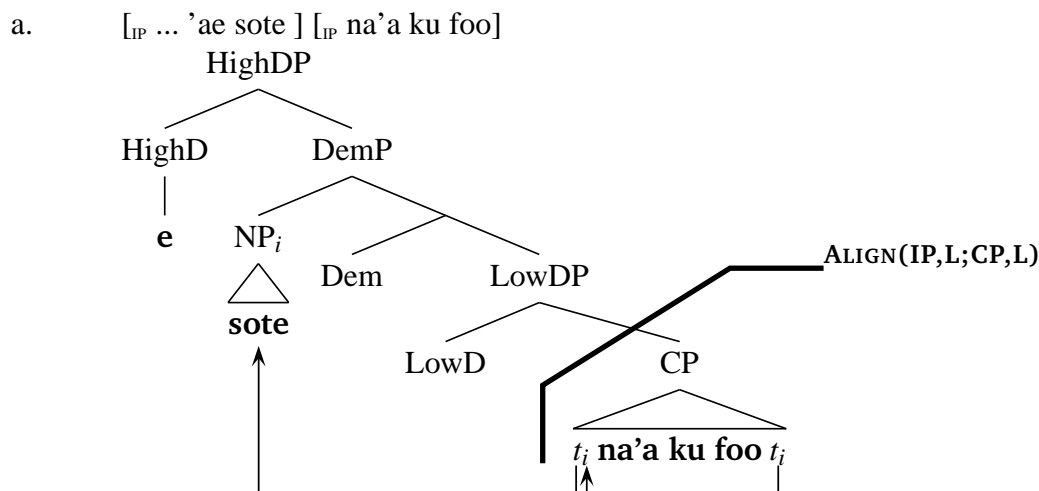 a. [IP ... 'ae sote ] [IP na'a ku foo]
HighDP
HighD DemP
e NPi
Dem LowDP ALIGN(IP,L;CP,L)
sote
LowD CP
ti na'a ku foo ti